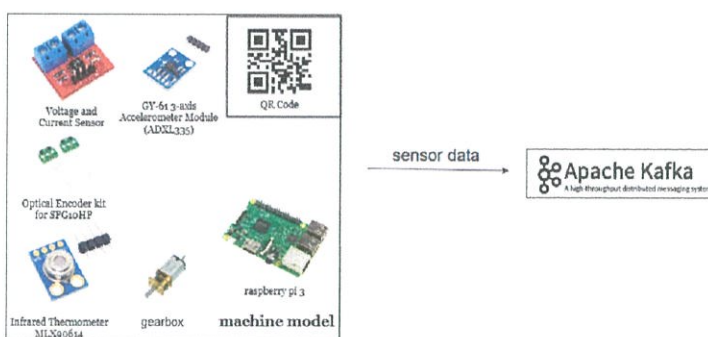 Voltage and
Current Sensor
GY-61 3-axis
Accelerometer Module
(ADXL335)
QR Code
Optical Encoder kit
for SPG10HP
Infrared Thermometer
MLX90614
gearbox
raspberry pi 3
machine model
sensor data
Apache Kafka
A high-throughput distributed messaging system